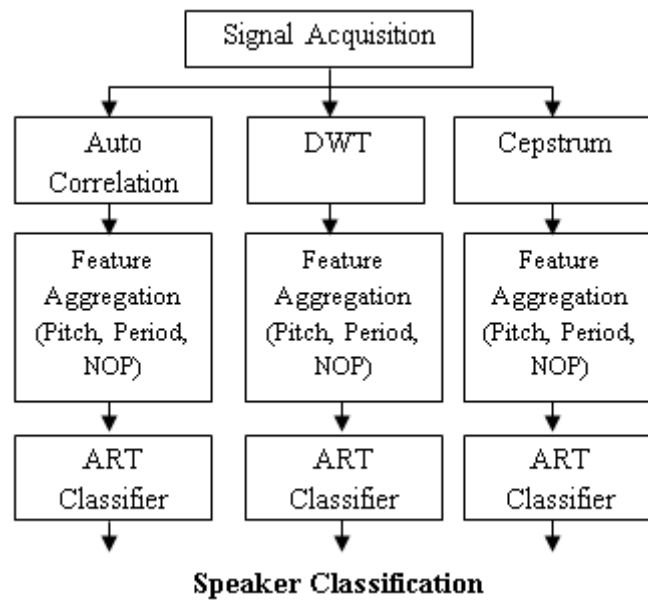 Signal Acquisition
Auto
Correlation
DWT
Cepstrum
Feature
Aggregation
(Pitch, Period,
NOP)
Feature
Aggregation
(Pitch, Period,
NOP)
Feature
Aggregation
(Pitch, Period,
NOP)
ART
Classifier
ART
Classifier
ART
Classifier
Speaker Classification